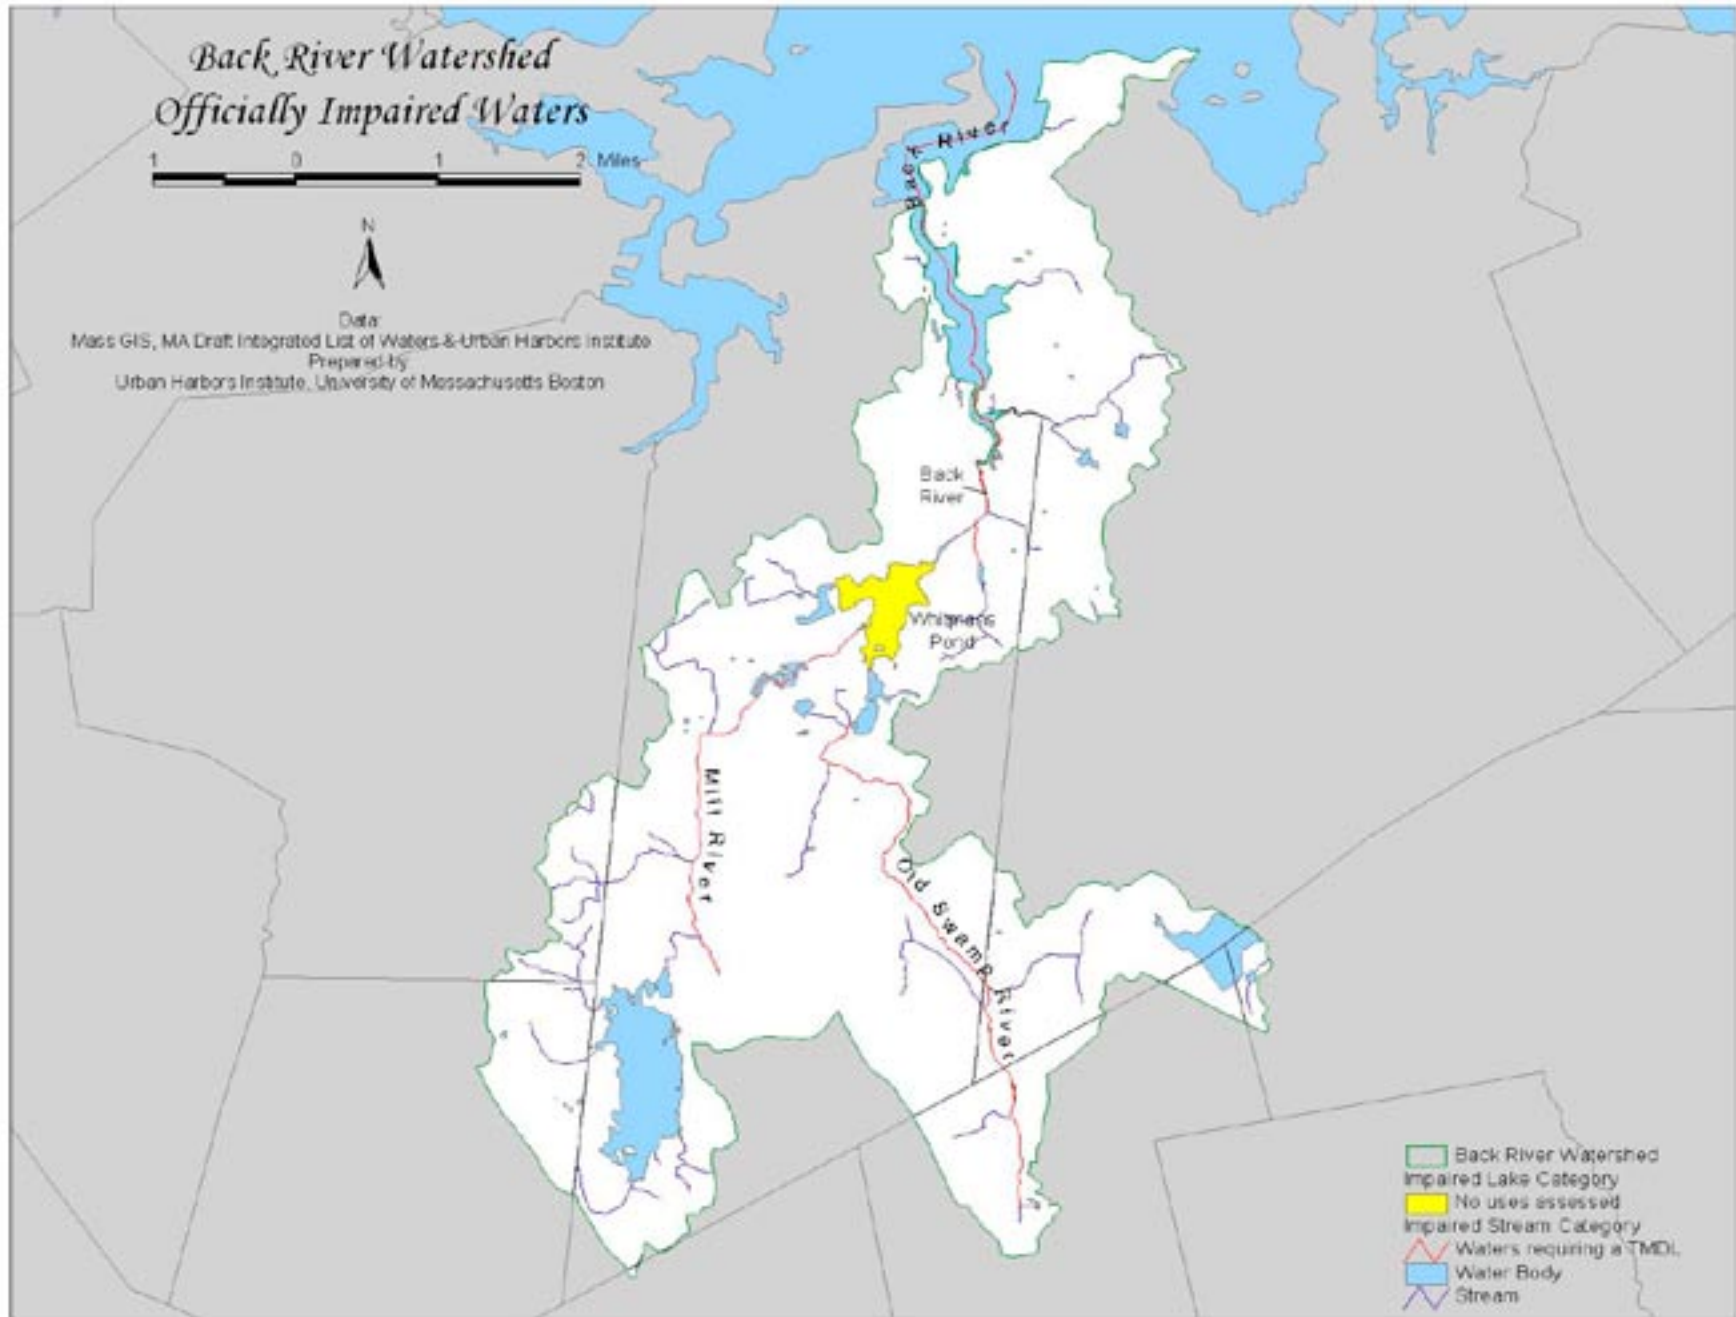 Back River Watershed
Officially Impaired Waters
1 0 1 2 Miles
N
Data:
Mass GIS, MA Draft Integrated List of Waters & Urban Harbors Institute
Prepared by
Urban Harbors Institute, University of Massachusetts Boston
Back River
Back
River
Whitmans
Pond
Mill River
Old Swamp River
Back River Watershed
Impaired Lake Category
No uses assessed
Impaired Stream Category
Waters requiring a TMDL
Water Body
Stream